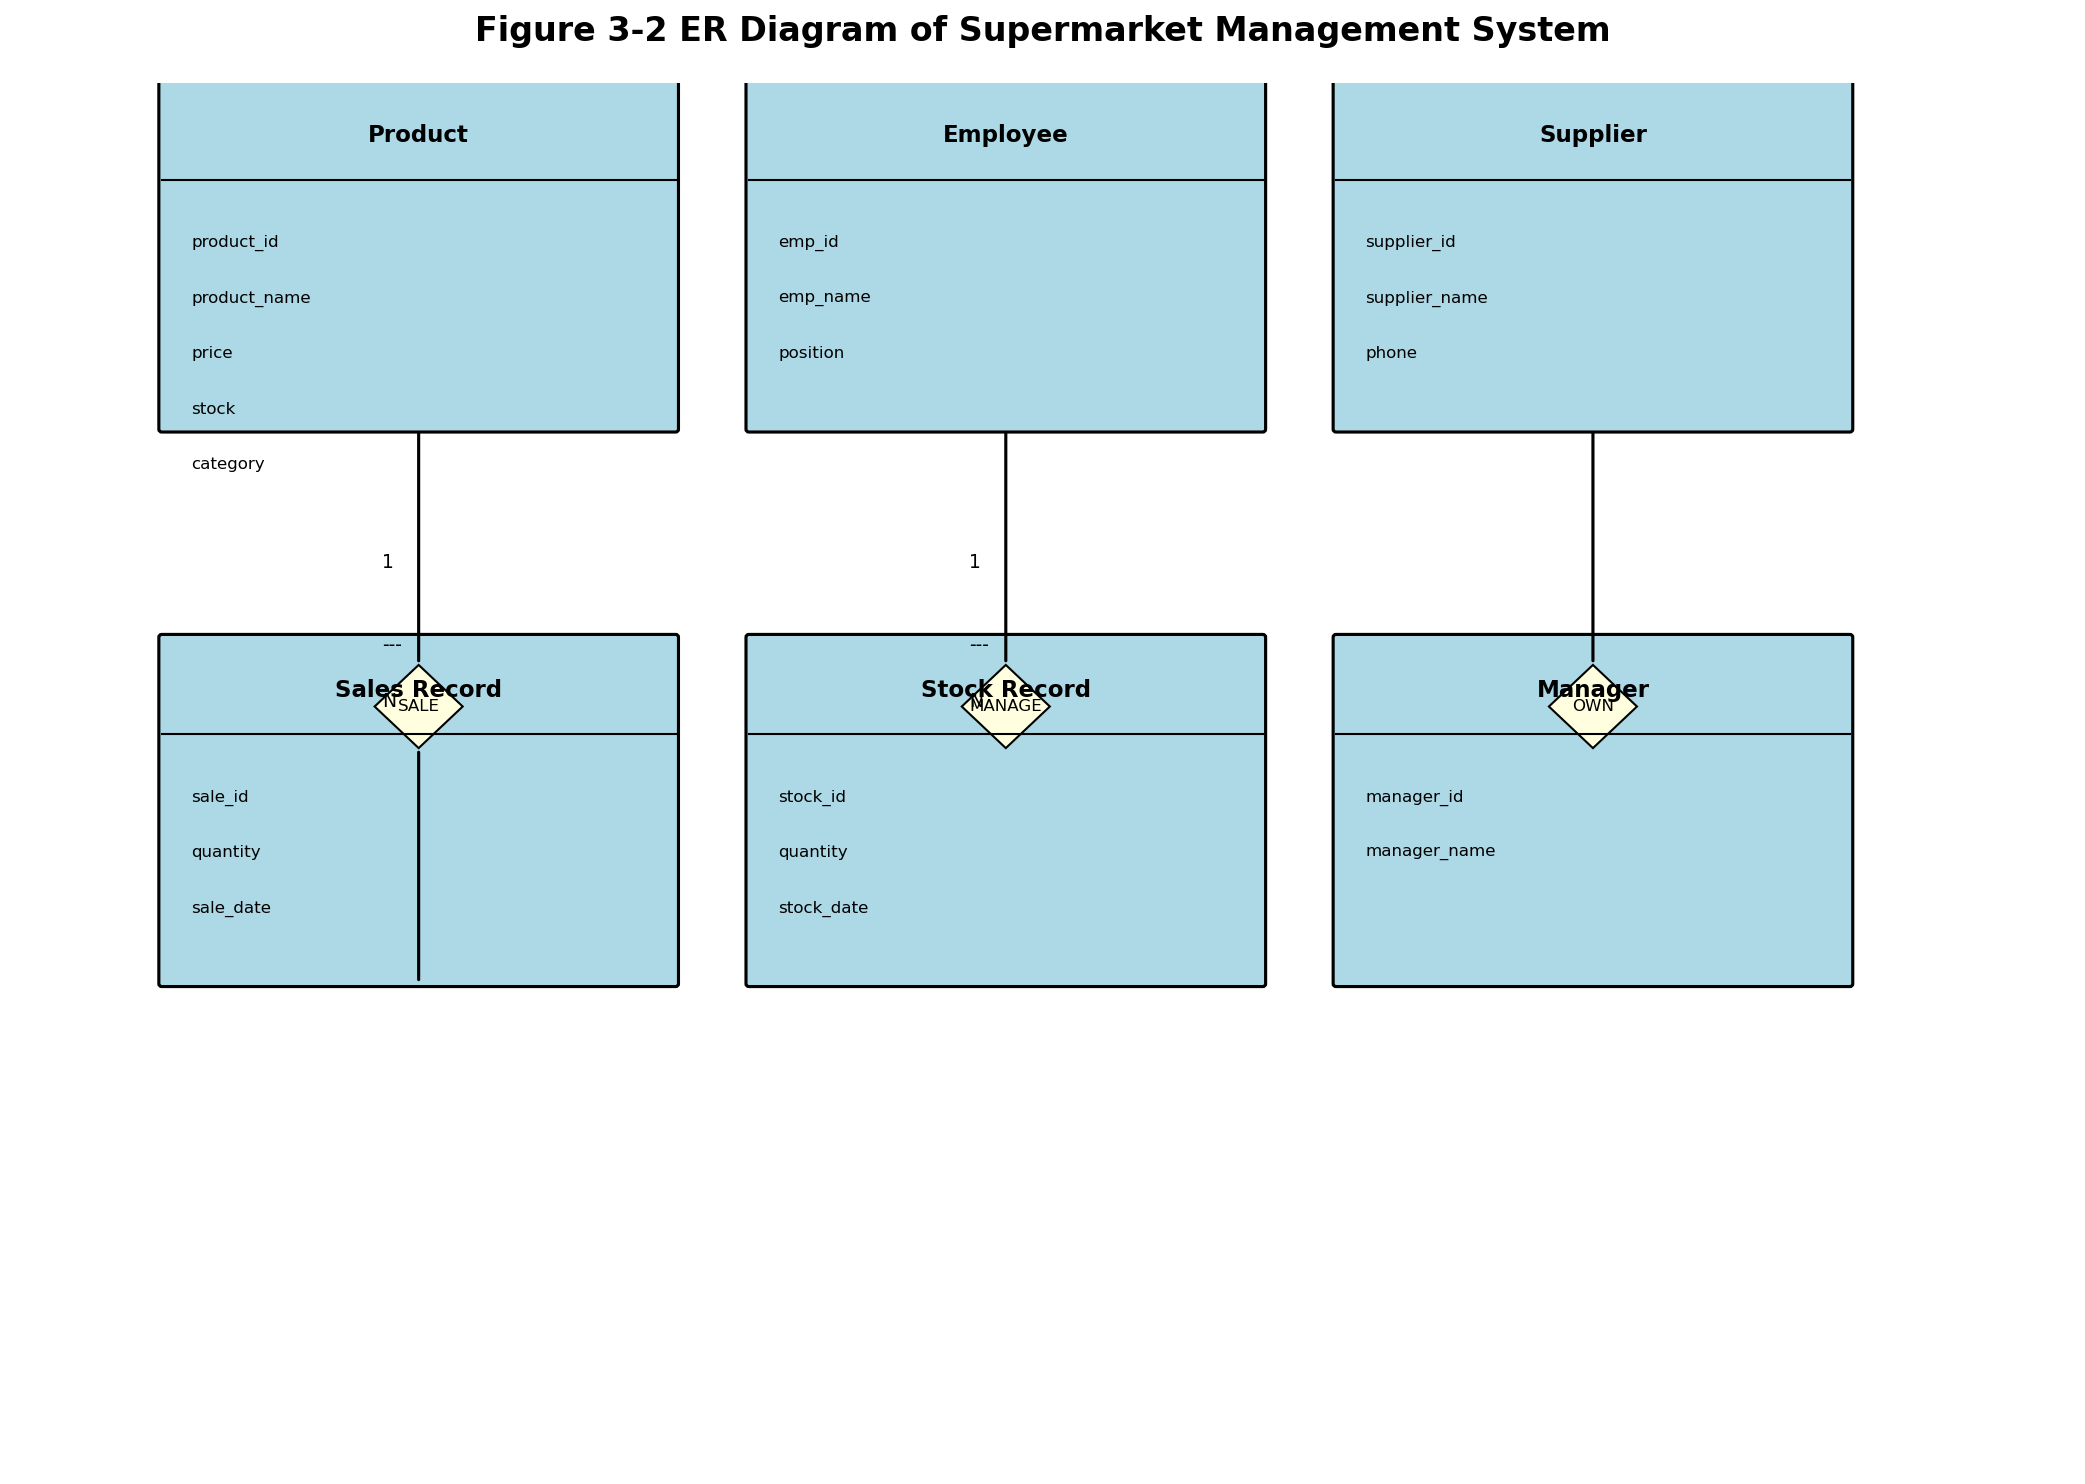 Figure 3-2 ER Diagram of Supermarket Management System
Product
product_id
product_name
price
stock
category
Employee
emp_id
emp_name
position
Supplier
supplier_id
supplier_name
phone
1
---
N
SALE
1
---
N
MANAGE
OWN
Sales Record
sale_id
quantity
sale_date
Stock Record
stock_id
quantity
stock_date
Manager
manager_id
manager_name